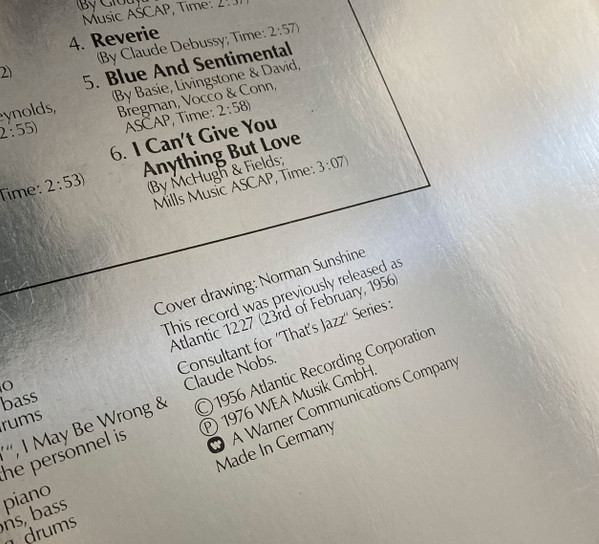 Music ASCAP, Time: 2:57)
4. Reverie
(By Claude Debussy; Time: 2:57)
5. Blue And Sentimental
(By Basie, Livingstone & David,
Bregman, Vocco & Conn,
ASCAP, Time: 2:58)
6. I Can't Give You
Anything But Love
(By McHugh & Fields;
Mills Music ASCAP, Time: 3:07)
2)
eynolds,
2:55)
Time: 2:53)
Cover drawing: Norman Sunshine
This record was previously released as
Atlantic 1227 (23rd of February, 1956)
Consultant for "That's Jazz" Series:
Claude Nobs.
© 1956 Atlantic Recording Corporation
Ⓟ 1976 WEA Musik GmbH.
A Warner Communications Company
Made In Germany
no
bass
rums
I May Be Wrong &
the personnel is
piano
ons, bass
drums